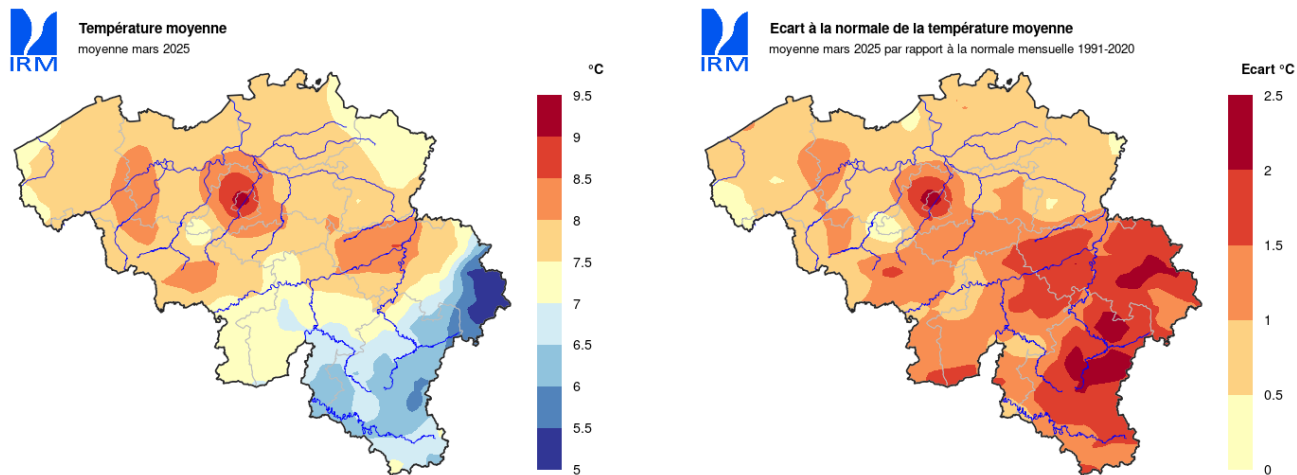 IRM
Température moyenne
moyenne mars 2025
°C
9.5
9
8.5
8
7.5
7
6.5
6
5.5
5
IRM
Ecart à la normale de la température moyenne
moyenne mars 2025 par rapport à la normale mensuelle 1991-2020
Ecart °C
2.5
2
1.5
1
0.5
0